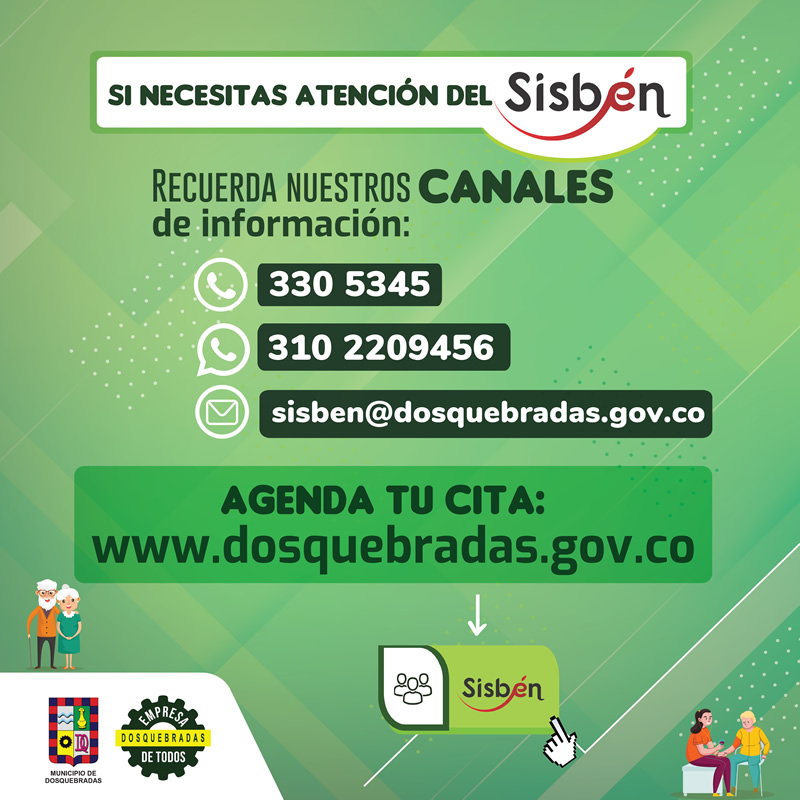 SI NECESITAS ATENCIÓN DEL Sisbén
RECUERDA NUESTROS CANALES
de información:
330 5345
310 2209456
sisben@dosquebradas.gov.co
AGENDA TU CITA:
www.dosquebradas.gov.co
Sisbén
MUNICIPIO DE
DOSQUEBRADAS
EMPRESA
DOSQUEBRADAS
DE TODOS